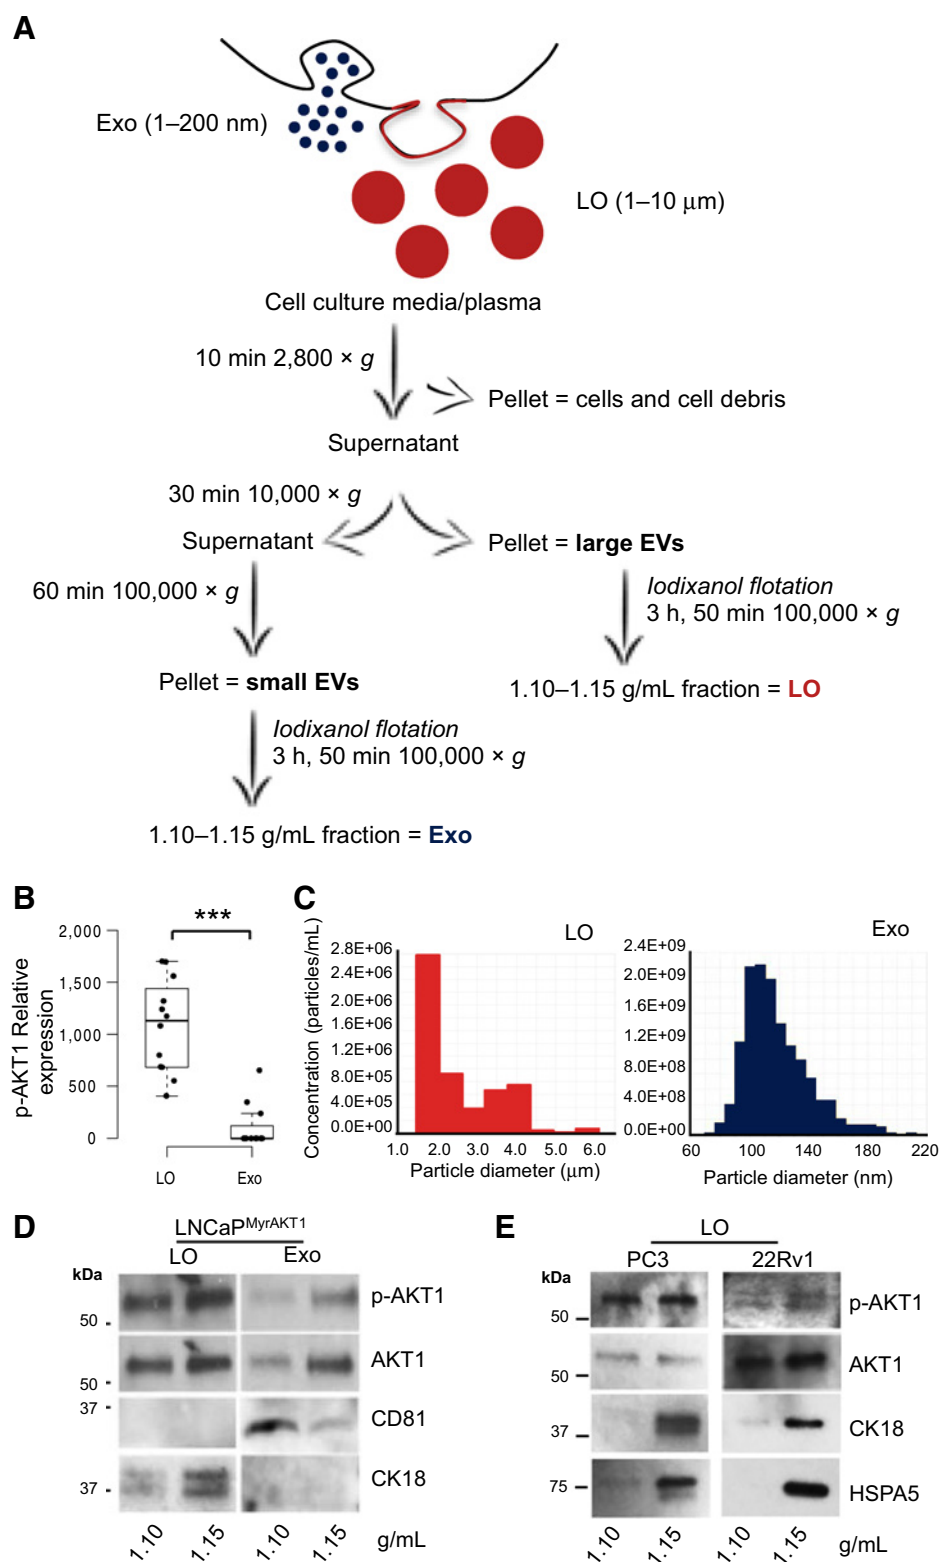 A
Exo (1–200 nm)
LO (1–10 μm)
Cell culture media/plasma
10 min 2,800 × g
Pellet = cells and cell debris
Supernatant
30 min 10,000 × g
Supernatant
Pellet = large EVs
60 min 100,000 × g
Iodixanol flotation
3 h, 50 min 100,000 × g
Pellet = small EVs
1.10–1.15 g/mL fraction = LO
Iodixanol flotation
3 h, 50 min 100,000 × g
1.10–1.15 g/mL fraction = Exo
B
***
p-AKT1 Relative
expression
2,000
1,500
1,000
500
0
LO Exo
C
LO
Concentration (particles/mL)
2.8E+06
2.4E+06
2.0E+06
1.6E+06
1.2E+06
8.0E+05
4.0E+05
0.0E+00
1.0 2.0 3.0 4.0 5.0 6.0
Particle diameter (μm)
Exo
2.4E+09
2.0E+09
1.6E+09
1.2E+09
8.0E+08
4.0E+08
0.0E+00
60 100 140 180 220
Particle diameter (nm)
D
LNCaPMyrAKT1
LO Exo
kDa
50
p-AKT1
50
AKT1
37
CD81
37
CK18
1.10 1.15 1.10 1.15 g/mL
E
LO
PC3 22Rv1
kDa
50
p-AKT1
50
AKT1
37
CK18
75
HSPA5
1.10 1.15 1.10 1.15 g/mL